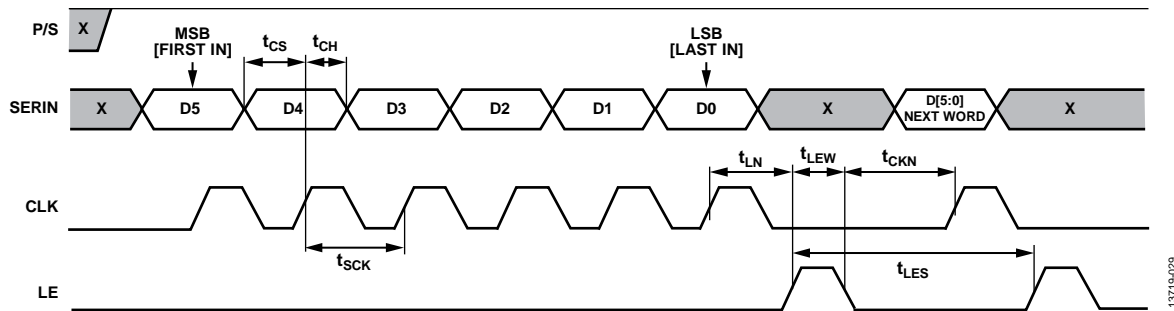 P/S
X
MSB
[FIRST IN]
tCS
tCH
LSB
[LAST IN]
SERIN
X
D5
D4
D3
D2
D1
D0
X
D[5:0]
NEXT WORD
X
tLN
tLEW
tCKN
CLK
tSCK
tLES
LE
13719-029